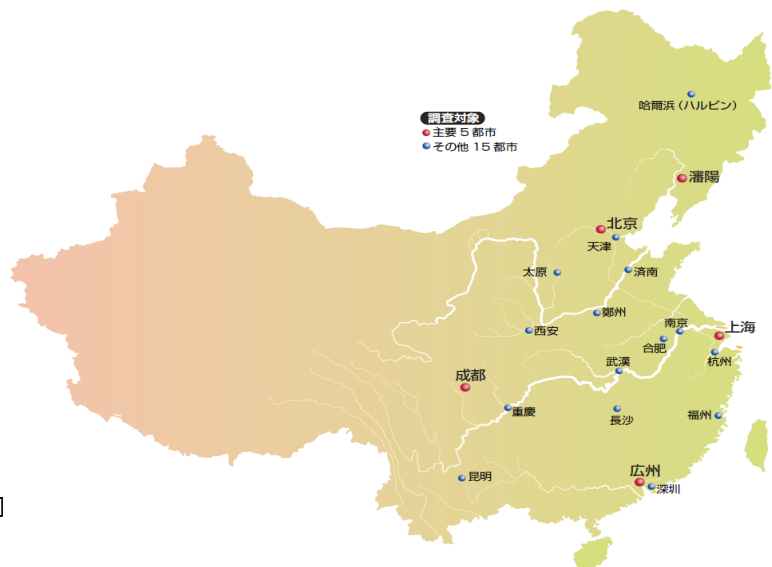 調査対象
主要5都市
その他 15都市
哈爾浜(ハルビン)
瀋陽
北京
天津
太原
済南
鄭州
西安
南京
上海
合肥
杭州
武漢
成都
重慶
長沙
福州
昆明
広州
深圳
]